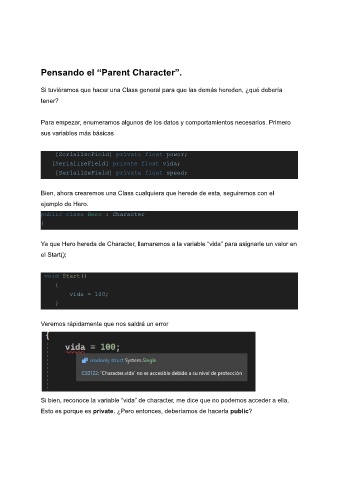 Pensando el “Parent Character”.
Si tuviéramos que hacer una Class general para que las demás hereden, ¿qué debería
tener?
Para empezar, enumeramos algunos de los datos y comportamientos necesarios. Primero
sus variables más básicas
[SerializeField] private float power;
[SerializeField] private float vida;
[SerializeField] private float speed;
Bien, ahora crearemos una Class cualquiera que herede de esta, seguiremos con el
ejemplo de Hero.
public class Hero : Character
{
Ya que Hero hereda de Character, llamaremos a la variable “vida” para asignarle un valor en
el Start();
void Start()
{
vida = 100;
}
Veremos rápidamente que nos saldrá un error
{
vida = 100;
readonly struct System.Single
CS0122: 'Character.vida' no es accesible debido a su nivel de protección
Si bien, reconoce la variable “vida” de character, me dice que no podemos acceder a ella.
Esto es porque es private. ¿Pero entonces, deberíamos de hacerla public?